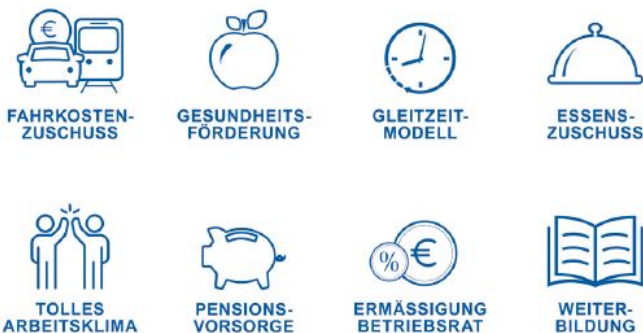 €
FAHRKOSTEN-
ZUSCHUSS
GESUNDHEITS-
FÖRDERUNG
GLEITZEIT-
MODELL
ESSENS-
ZUSCHUSS
TOLLES
ARBEITSKLIMA
PENSIONS-
VORSORGE
% €
ERMÄSSIGUNG
BETRIEBSRAT
WEITER-
BILDUNG